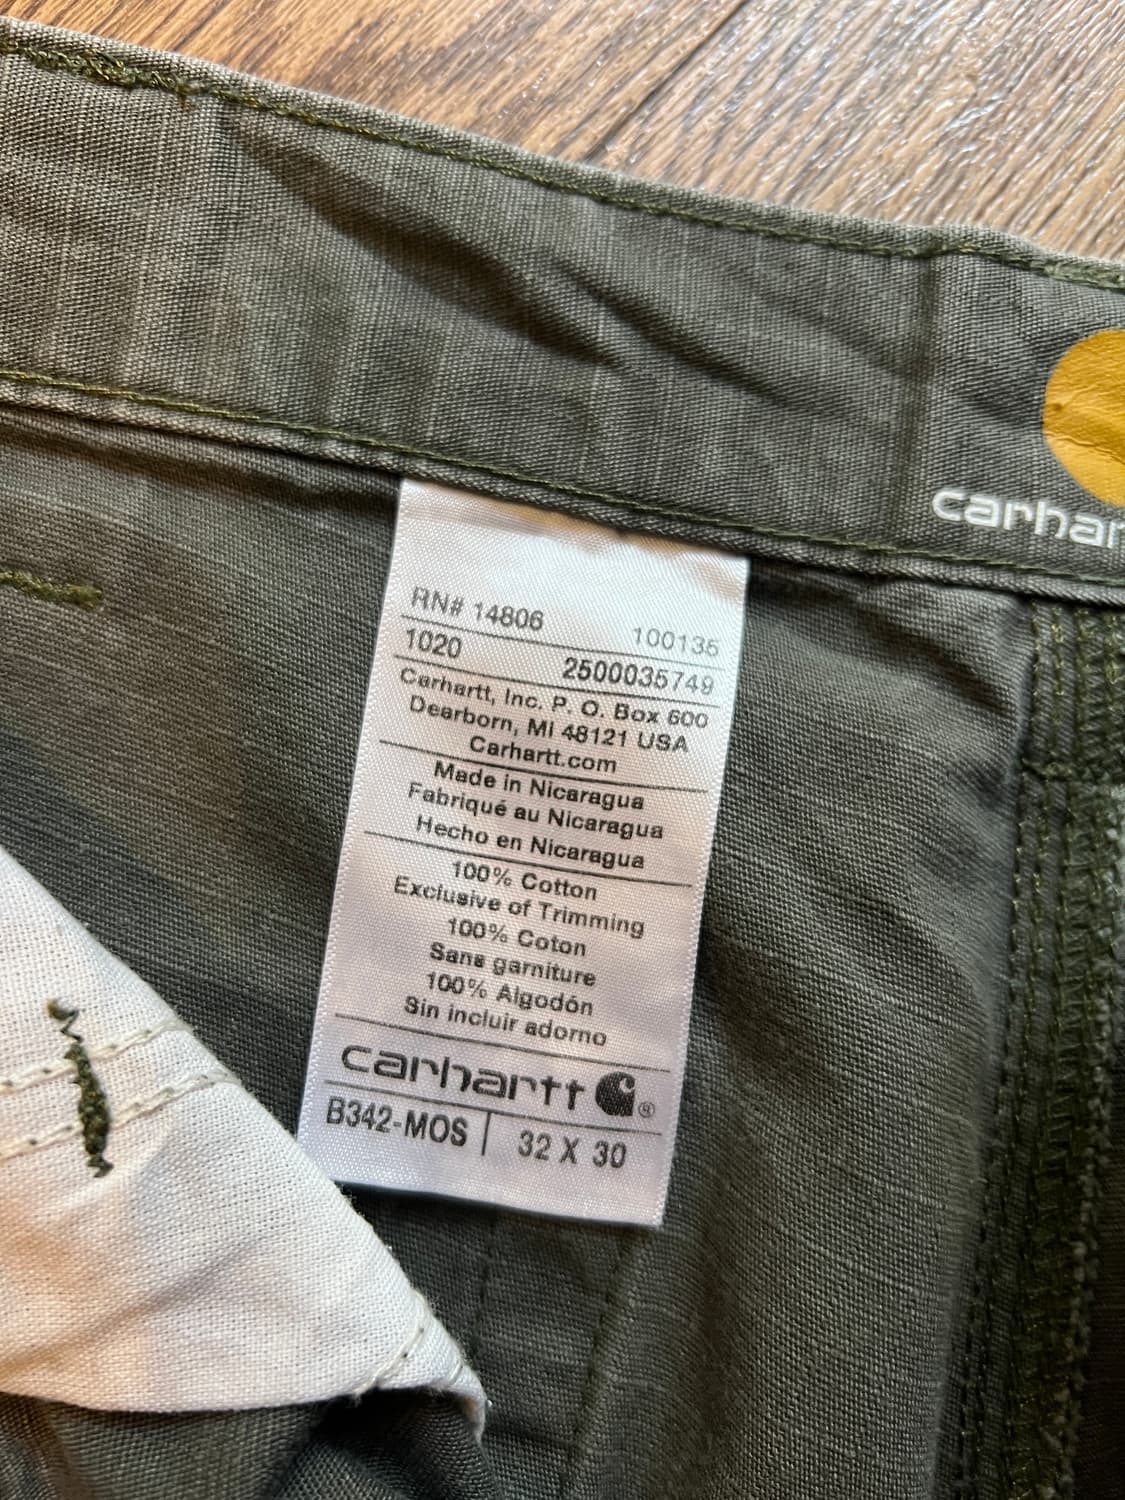 carhar
RN# 14806 100135
1020 2500035749
Carhartt, Inc. P. O. Box 600
Dearborn, MI 48121 USA
Carhartt.com
Made in Nicaragua
Fabriqué au Nicaragua
Hecho en Nicaragua
100% Cotton
Exclusive of Trimming
100% Coton
Sans garniture
100% Algodón
Sin incluir adorno
carhartt ®
B342-MOS | 32 X 30